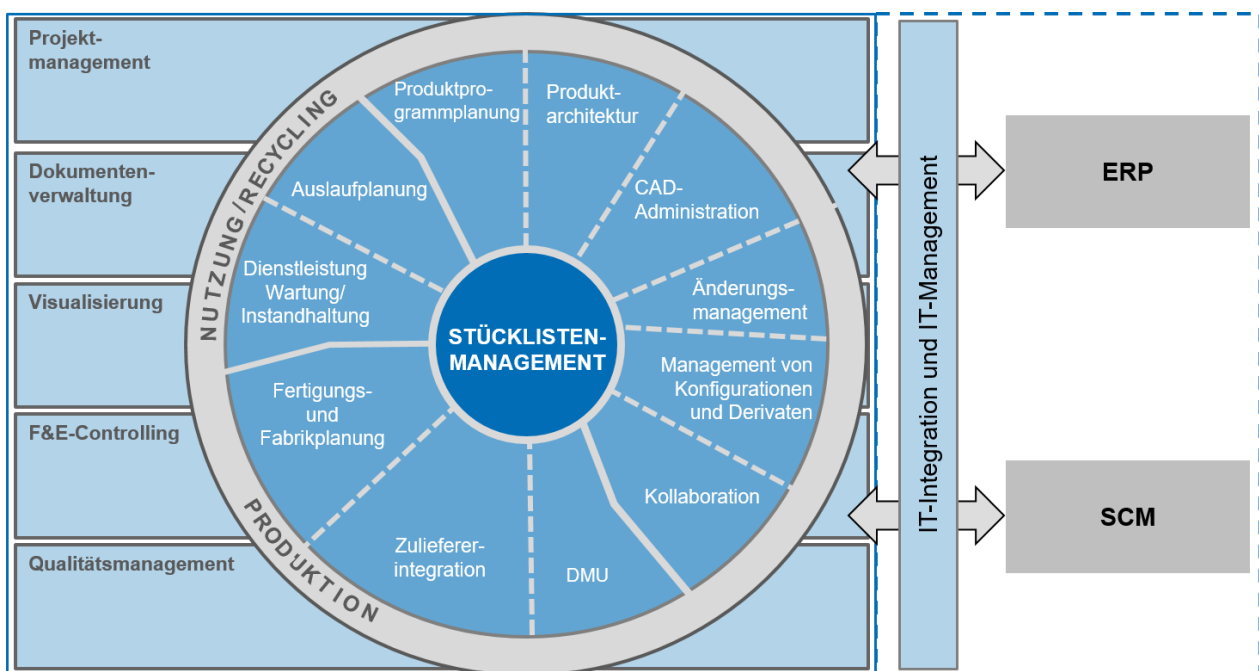 Projekt-
management
Dokumenten-
verwaltung
Visualisierung
F&E-Controlling
Qualitätsmanagement
NUTZUNG/RECYCLING
PRODUKTION
Produktpro-
grammplanung
Produkt-
architektur
CAD-
Administration
Änderungs-
management
Management von
Konfigurationen
und Derivaten
Kollaboration
DMU
Zulieferer-
integration
Fertigungs-
und
Fabrikplanung
Dienstleistung
Wartung/
Instandhaltung
Auslaufplanung
STÜCKLISTEN-
MANAGEMENT
IT-Integration und IT-Management
ERP
SCM